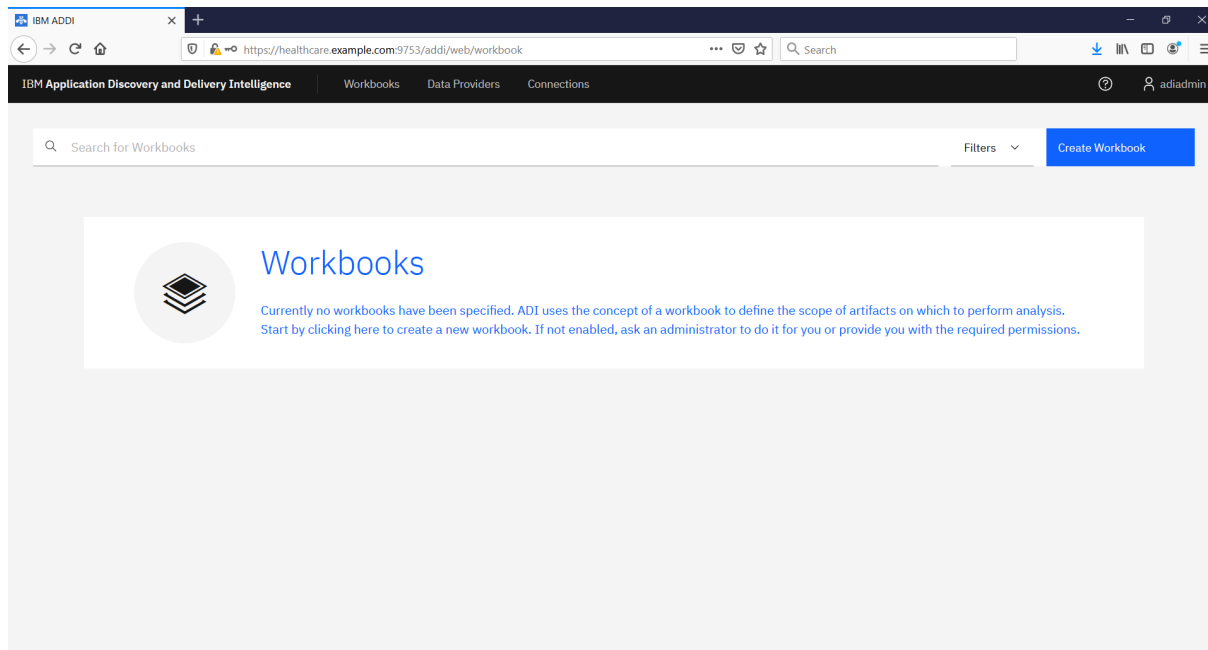 IBM ADDI
https://healthcare.example.com:9753/addi/web/workbook
Search
IBM Application Discovery and Delivery Intelligence
Workbooks
Data Providers
Connections
adiadmin
Search for Workbooks
Filters
Create Workbook
Workbooks
Currently no workbooks have been specified. ADI uses the concept of a workbook to define the scope of artifacts on which to perform analysis.
Start by clicking here to create a new workbook. If not enabled, ask an administrator to do it for you or provide you with the required permissions.